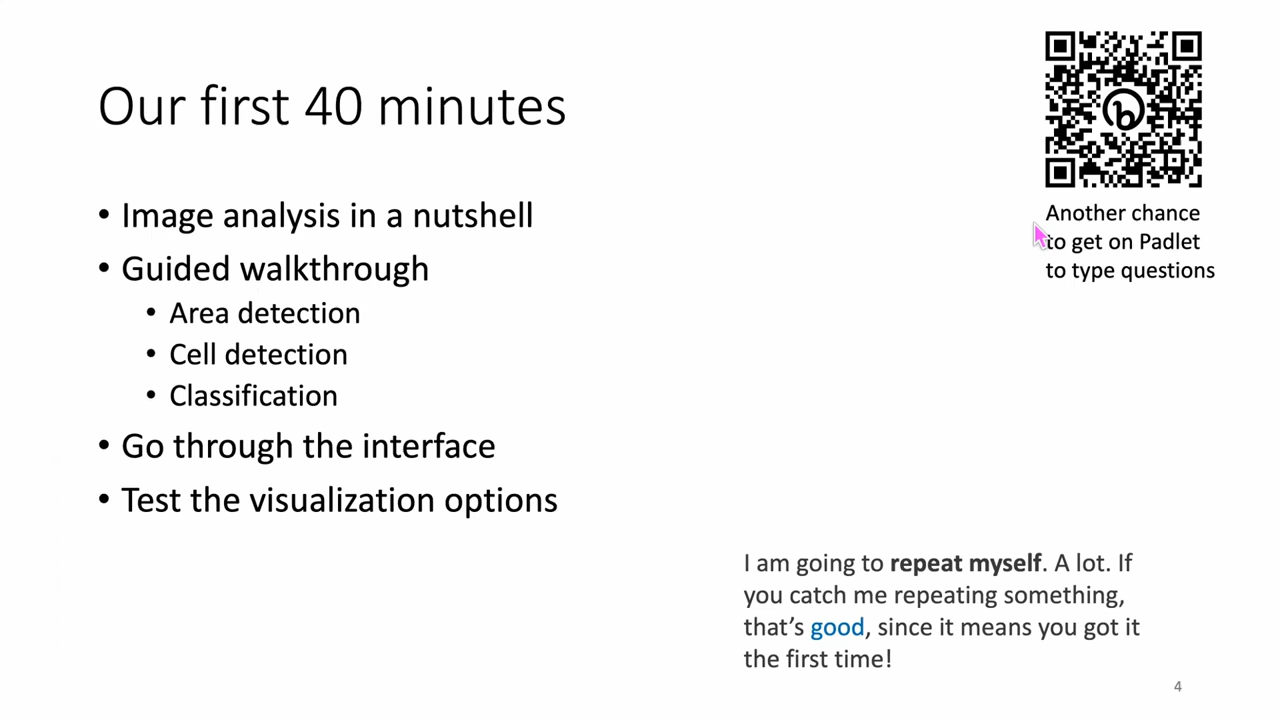 Our first 40 minutes
• Image analysis in a nutshell
• Guided walkthrough
• Area detection
• Cell detection
• Classification
• Go through the interface
• Test the visualization options
Another chance
to get on Padlet
to type questions
I am going to repeat myself. A lot. If
you catch me repeating something,
that’s good, since it means you got it
the first time!
4